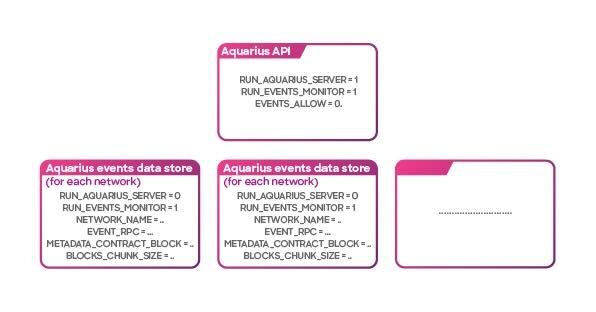 Aquarius API
RUN_AQUARIUS_SERVER = 1
RUN_EVENTS_MONITOR = 1
EVENTS_ALLOW = 0.
Aquarius events data store
(for each network)
RUN_AQUARIUS_SERVER = 0
RUN_EVENTS_MONITOR = 1
NETWORK_NAME = ..
EVENT_RPC = ...
METADATA_CONTRACT_BLOCK = ..
BLOCKS_CHUNK_SIZE = ..
Aquarius events data store
(for each network)
RUN_AQUARIUS_SERVER = 0
RUN_EVENTS_MONITOR = 1
NETWORK_NAME = ..
EVENT_RPC = ...
METADATA_CONTRACT_BLOCK = ..
BLOCKS_CHUNK_SIZE = ..
............................